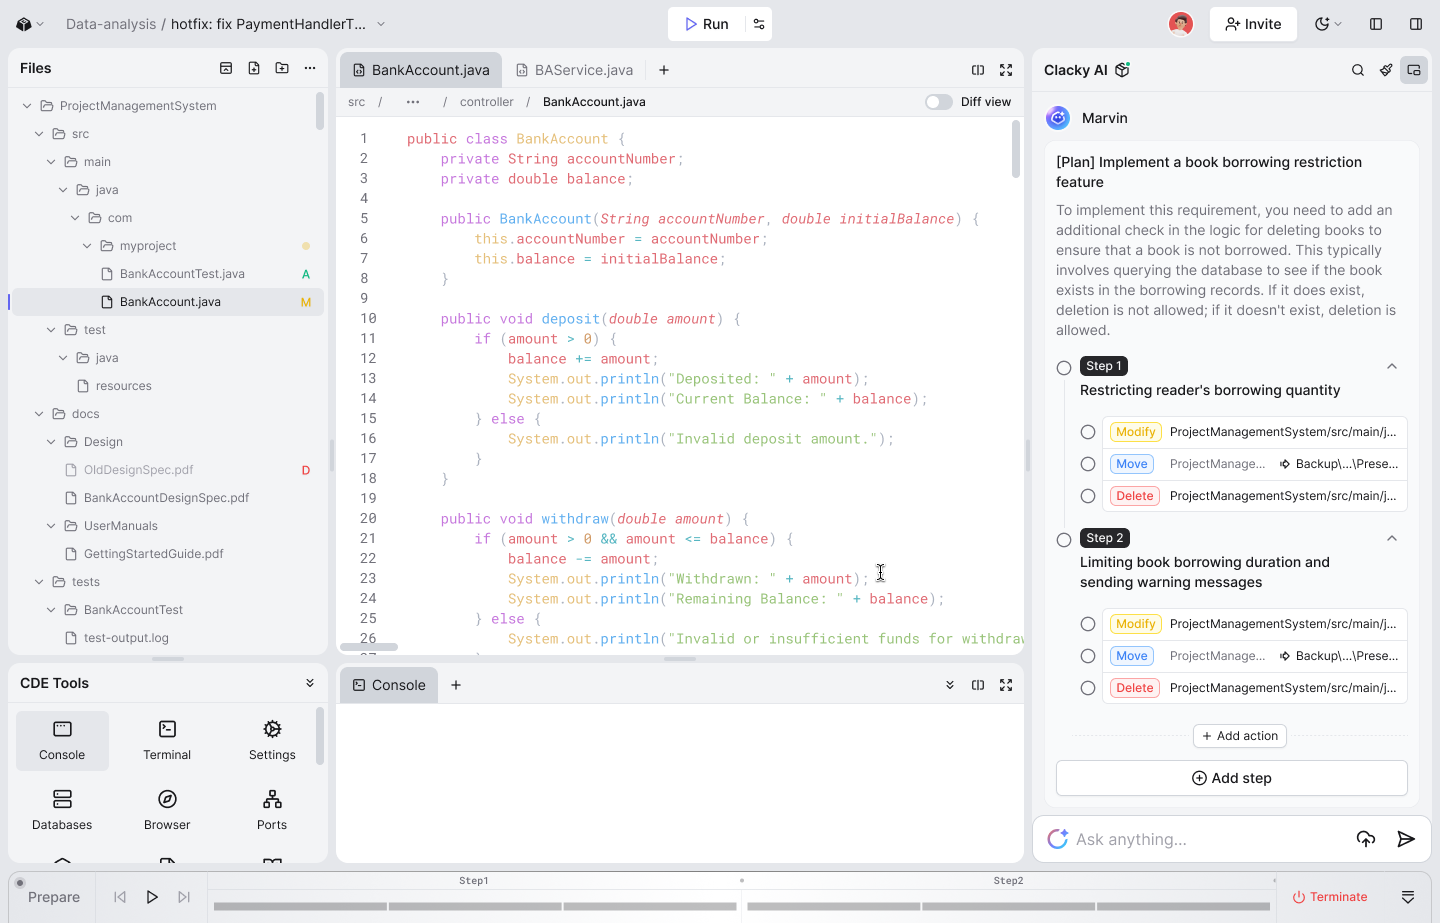 Data-analysis / hotfix: fix PaymentHandlerT...
Run
Invite
Files
ProjectManagementSystem
src
main
java
com
myproject
BankAccountTest.java A
BankAccount.java M
test
java
resources
docs
Design
OldDesignSpec.pdf D
BankAccountDesignSpec.pdf
UserManuals
GettingStartedGuide.pdf
tests
BankAccountTest
test-output.log
CDE Tools
Console Terminal Settings
Databases Browser Ports
BankAccount.java BAService.java
src / ··· / controller / BankAccount.java
Diff view
1 public class BankAccount {
2 private String accountNumber;
3 private double balance;
4
5 public BankAccount(String accountNumber, double initialBalance) {
6 this.accountNumber = accountNumber;
7 this.balance = initialBalance;
8 }
9
10 public void deposit(double amount) {
11 if (amount > 0) {
12 balance += amount;
13 System.out.println("Deposited: " + amount);
14 System.out.println("Current Balance: " + balance);
15 } else {
16 System.out.println("Invalid deposit amount.");
17 }
18 }
19
20 public void withdraw(double amount) {
21 if (amount > 0 && amount <= balance) {
22 balance -= amount;
23 System.out.println("Withdrawn: " + amount);
24 System.out.println("Remaining Balance: " + balance);
25 } else {
26 System.out.println("Invalid or insufficient funds for withdraw
Console
Clacky AI
Marvin
[Plan] Implement a book borrowing restriction
feature
To implement this requirement, you need to add an
additional check in the logic for deleting books to
ensure that a book is not borrowed. This typically
involves querying the database to see if the book
exists in the borrowing records. If it does exist,
deletion is not allowed; if it doesn't exist, deletion is
allowed.
Step 1
Restricting reader's borrowing quantity
Modify ProjectManagementSystem/src/main/j...
Move ProjectManage... Backup\...\Prese...
Delete ProjectManagementSystem/src/main/j...
Step 2
Limiting book borrowing duration and
sending warning messages
Modify ProjectManagementSystem/src/main/j...
Move ProjectManage... Backup\...\Prese...
Delete ProjectManagementSystem/src/main/j...
Add action
Add step
Ask anything...
Prepare
Step1
Step2
Terminate